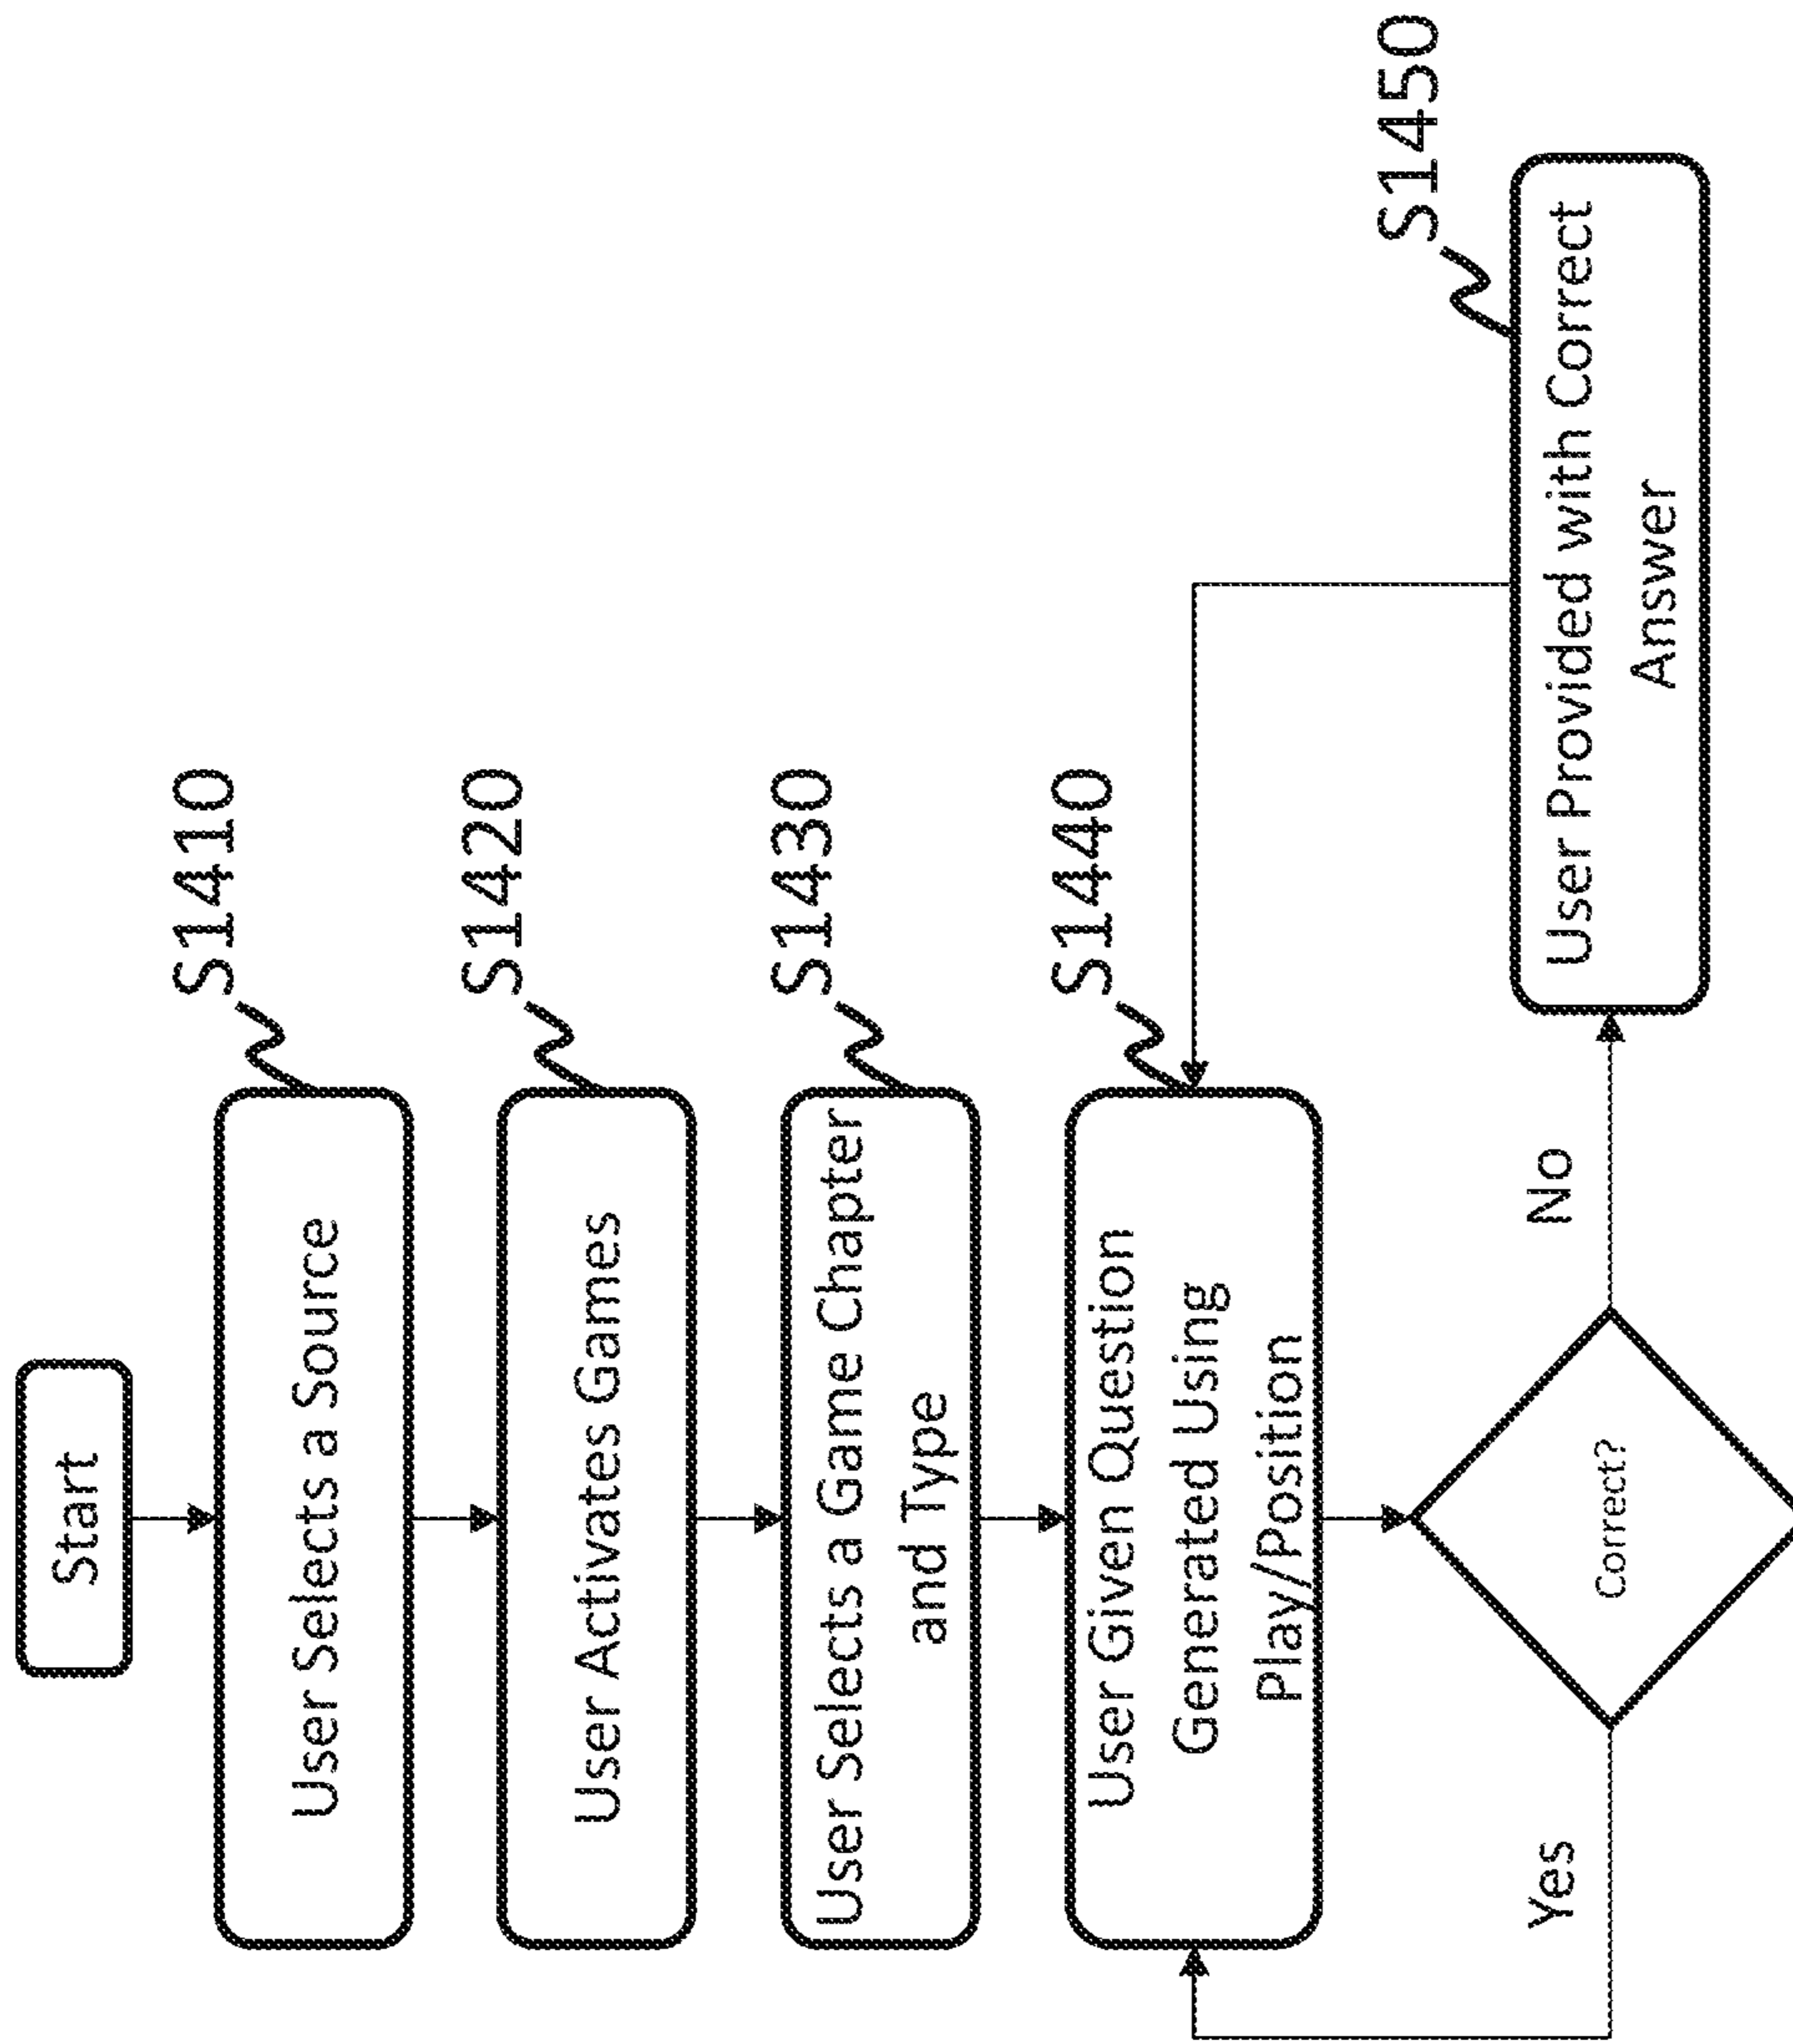 Start
S1410
User Selects a Source
S1420
User Activates Games
S1430
User Selects a Game Chapter
and Type
S1440
User Given Question
Generated Using
Play/Position
Correct?
Yes
No
S1450
User Provided with Correct
Answer